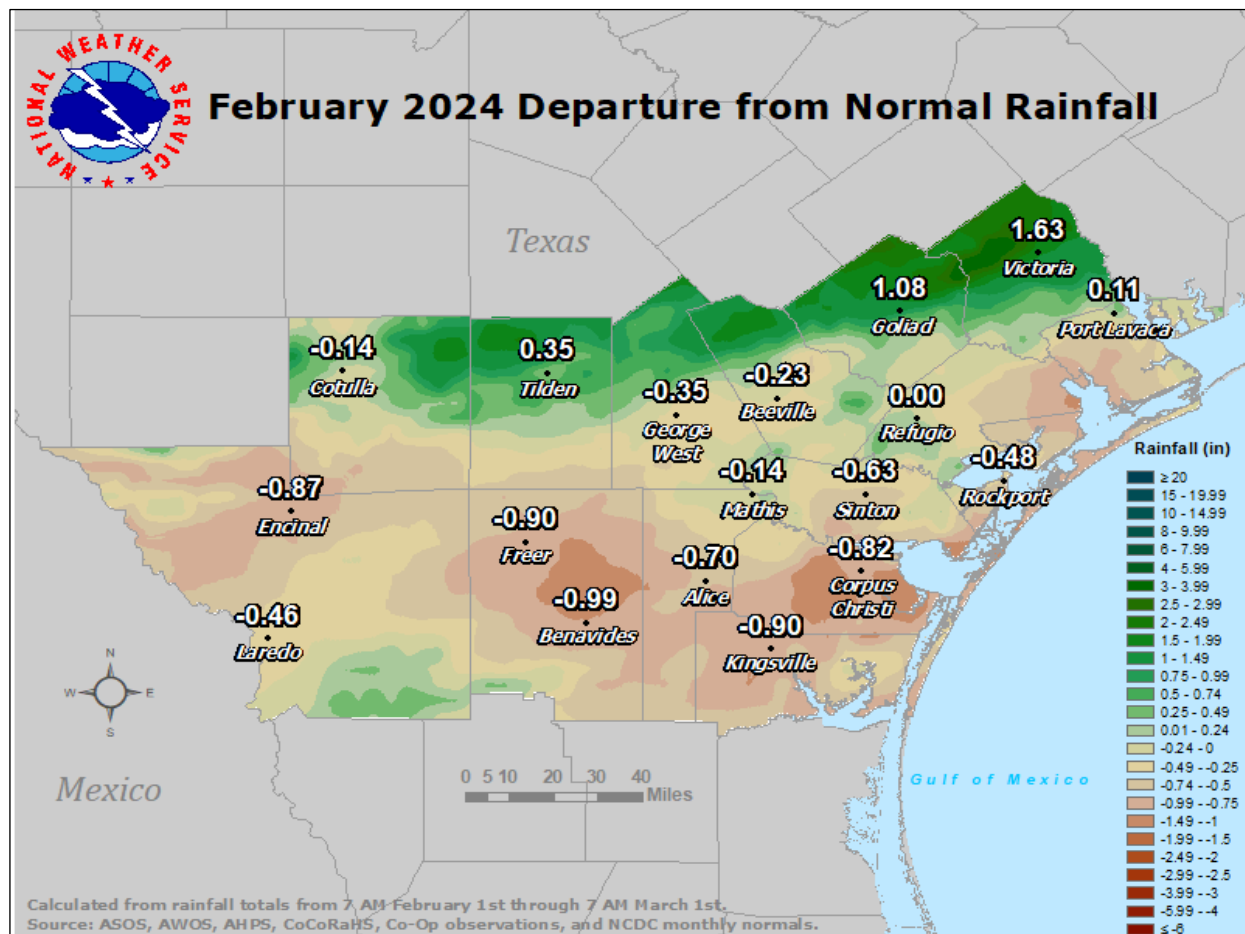 NATIONAL WEATHER SERVICE
February 2024 Departure from Normal Rainfall
Texas
1.63
Victoria
1.08
Goliad
0.11
Port Lavaca
-0.14
Cotulla
0.35
Tilden
-0.35
George
West
-0.23
Beeville
0.00
Refugio
-0.87
Encinal
-0.14
Mathis
-0.63
Sinton
-0.48
Rockport
-0.90
Freer
-0.70
Alice
-0.82
Corpus
Christi
-0.99
Benavides
-0.46
Laredo
-0.90
Kingsville
N
W E
S
Mexico
0 5 10 20 30 40
Miles
Gulf of Mexico
Rainfall (in)
≥ 20
15 - 19.99
10 - 14.99
8 - 9.99
6 - 7.99
4 - 5.99
3 - 3.99
2.5 - 2.99
2 - 2.49
1.5 - 1.99
1 - 1.49
0.75 - 0.99
0.5 - 0.74
0.25 - 0.49
0.01 - 0.24
-0.24 - 0
-0.49 - -0.25
-0.74 - -0.5
-0.99 - -0.75
-1.49 - -1
-1.99 - -1.5
-2.49 - -2
-2.99 - -2.5
-3.99 - -3
-5.99 - -4
≤ -6
Calculated from rainfall totals from 7 AM February 1st through 7 AM March 1st.
Source: ASOS, AWOS, AHPS, CoCoRaHS, Co-Op observations, and NCDC monthly normals.